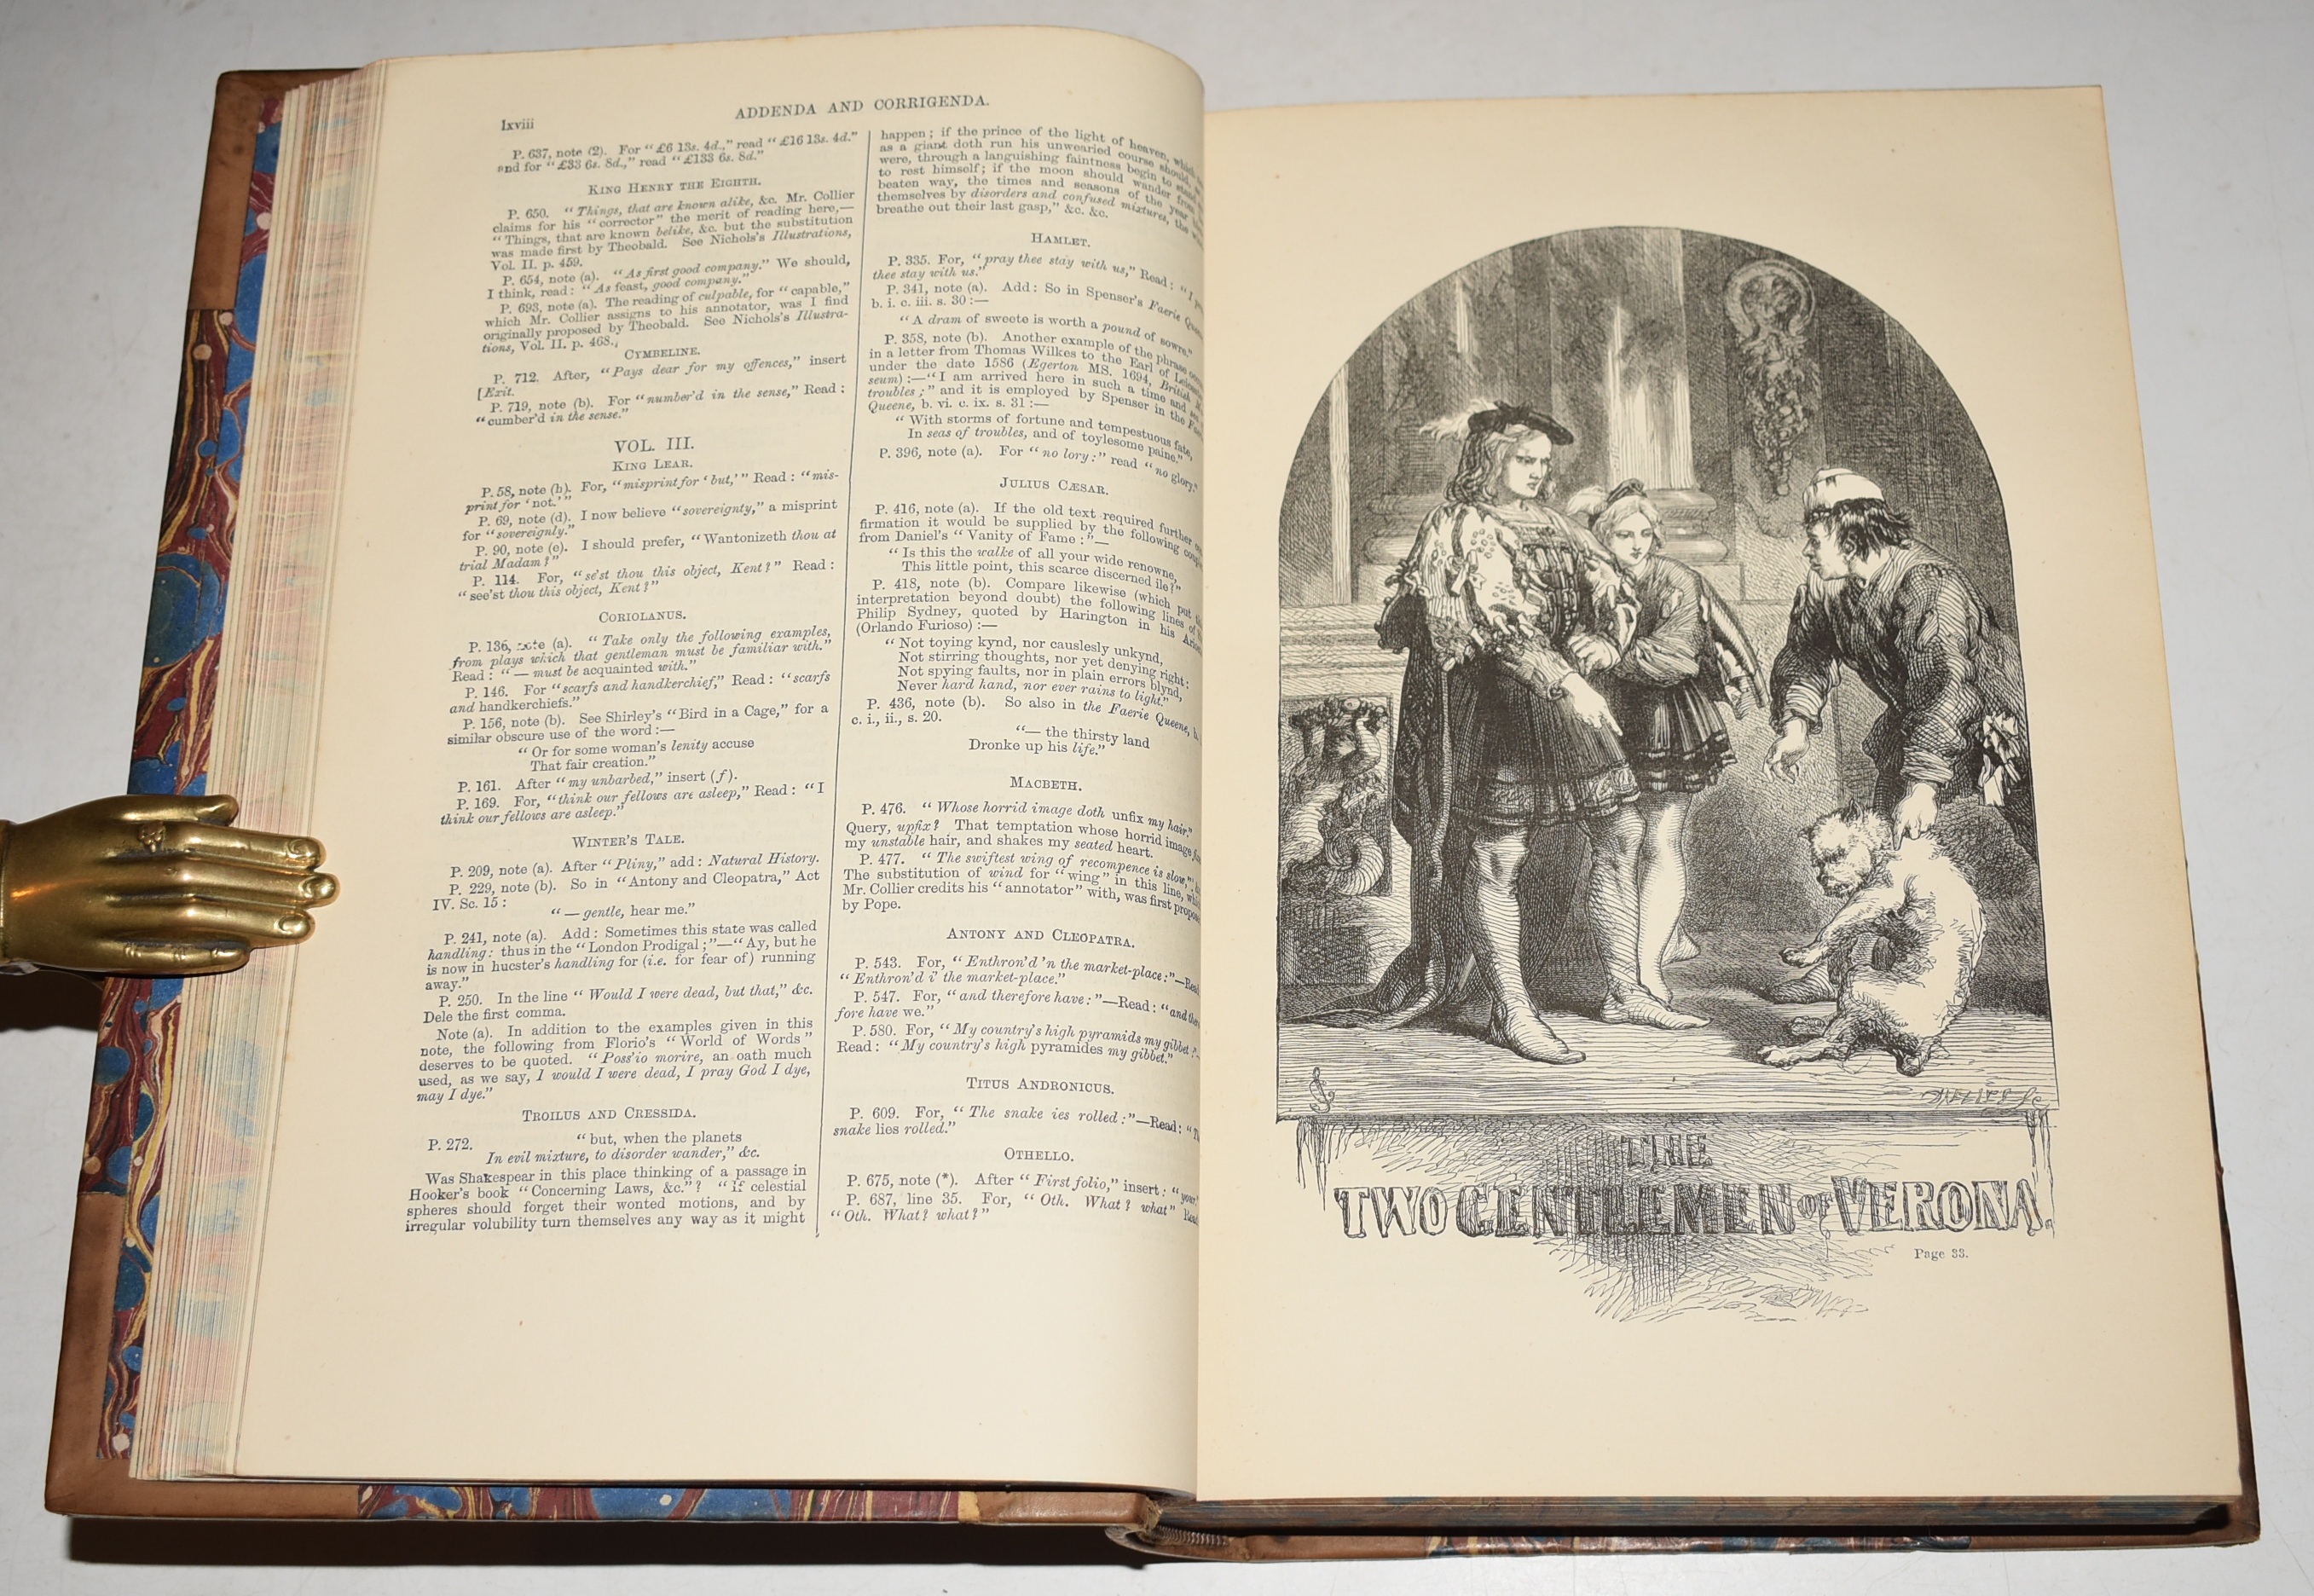 lxviii
ADDENDA AND CORRIGENDA.
P. 637, note (2). For “£6 13s. 4d.,” read “£16 13s. 4d.”
and for “£33 6s. 8d.,” read “£133 6s. 8d.”
KING HENRY THE EIGHTH.
P. 650. “Things, that are known alike, &c. Mr. Collier
claims for his “corrector” the merit of reading here,—
“Things, that are known belike, &c. but the substitution
was made first by Theobald. See Nichols's Illustrations,
Vol. II. p. 459.
P. 654, note (a). “As first good company.” We should,
I think, read: “As feast, good company.”
P. 693, note (a). The reading of culpable, for “capable,”
which Mr. Collier assigns to his annotator, was I find
originally proposed by Theobald. See Nichols's Illustra-
tions, Vol. II. p. 468.
CYMBELINE.
P. 712. After, “Pays dear for my offences,” insert
[Exit.
P. 719, note (b). For “number'd in the sense,” Read:
“cumber'd in the sense.”
VOL. III.
KING LEAR.
P. 58, note (b). For, “misprint for ‘but,’” Read: “mis-
print for ‘not.’”
P. 69, note (d). I now believe “sovereignty,” a misprint
for “sovereignly.”
P. 90, note (e). I should prefer, “Wantonizeth thou at
trial Madam?”
P. 114. For, “se'st thou this object, Kent?” Read:
“see'st thou this object, Kent?”
CORIOLANUS.
P. 136, note (a). “Take only the following examples,
from plays which that gentleman must be familiar with.”
Read: “— must be acquainted with.”
P. 146. For “scarfs and handkerchief,” Read: “scarfs
and handkerchiefs.”
P. 156, note (b). See Shirley's “Bird in a Cage,” for a
similar obscure use of the word:—
“Or for some woman's lenity accuse
That fair creation.”
P. 161. After “my unbarbed,” insert (f).
P. 169. For, “think our fellows are asleep,” Read: “I
think our fellows are asleep.”
WINTER'S TALE.
P. 209, note (a). After “Pliny,” add: Natural History.
P. 229, note (b). So in “Antony and Cleopatra,” Act
IV. Sc. 15:
“— gentle, hear me.”
P. 241, note (a). Add: Sometimes this state was called
handling: thus in the “London Prodigal;”—“Ay, but he
is now in hucster's handling for (i.e. for fear of) running
away.”
P. 250. In the line “Would I were dead, but that,” &c.
Dele the first comma.
Note (a). In addition to the examples given in this
note, the following from Florio's “World of Words”
deserves to be quoted. “Poss'io morire, an oath much
used, as we say, I would I were dead, I pray God I dye,
may I dye.”
TROILUS AND CRESSIDA.
P. 272. “but, when the planets
In evil mixture, to disorder wander,” &c.
Was Shakespear in this place thinking of a passage in
Hooker's book “Concerning Laws, &c.”? “if celestial
spheres should forget their wonted motions, and by
irregular volubility turn themselves any way as it might
happen; if the prince of the light of heaven, which
as a giant doth run his unwearied course should, as
were, through a languishing faintness begin to stand
to rest himself; if the moon should wander from
beaten way, the times and seasons of the year
themselves by disorders and confused mixtures, the
breathe out their last gasp,” &c. &c.
HAMLET.
P. 335. For, “pray thee stay with us,” Read: “I
thee stay with us.”
P. 341, note (a). Add: So in Spenser's Faerie
b. i. c. iii. s. 30:—
“A dram of sweete is worth a pound of sowre.”
P. 358, note (b). Another example of the phrase
in a letter from Thomas Wilkes to the Earl of
under the date 1586 (Egerton MS. 1694, British
seum):—“I am arrived here in such a time and
troubles;” and it is employed by Spenser in the
Queene, b. vi. c. ix. s. 31:—
“With storms of fortune and tempestuous fate,
In seas of troubles, and of toylesome paine.”
P. 396, note (a). For “no lory:” read “no glory.”
JULIUS CÆSAR.
P. 416, note (a). If the old text required further
firmation it would be supplied by the following
from Daniel's “Vanity of Fame:”—
“Is this the walke of all your wide renowne,
This little point, this scarce discerned ile?”
P. 418, note (b). Compare likewise (which put
interpretation beyond doubt) the following lines of
Philip Sydney, quoted by Harington in his
(Orlando Furioso):—
“Not toying kynd, nor causlesly unkynd,
Not stirring thoughts, nor yet denying right:
Not spying faults, nor in plain errors blynd,
Never hard hand, nor ever rains to light.”
P. 436, note (b). So also in the Faerie Queene, b.
c. i., ii., s. 20.
“— the thirsty land
Dronke up his life.”
MACBETH.
P. 476. “Whose horrid image doth unfix my hair.”
Query, upfix? That temptation whose horrid image
my unstable hair, and shakes my seated heart.
P. 477. “The swiftest wing of recompence is slow,”
The substitution of wind for “wing” in this line,
Mr. Collier credits his “annotator” with, was first
by Pope.
ANTONY AND CLEOPATRA.
P. 543. For, “Enthron'd 'n the market-place:”—Read
“Enthron'd i' the market-place.”
P. 547. For, “and therefore have:”—Read: “and
fore have we.”
P. 580. For, “My country's high pyramids my gibbet:”
Read: “My country's high pyramides my gibbet.”
TITUS ANDRONICUS.
P. 609. For, “The snake ies rolled:”—Read:
snake lies rolled.”
OTHELLO.
P. 675, note (*). After “First folio,” insert: “your.”
P. 687, line 35. For, “Oth. What? what” Read
“Oth. What? what?”
THE
TWO GENTLEMEN of VERONA.
Page 33.